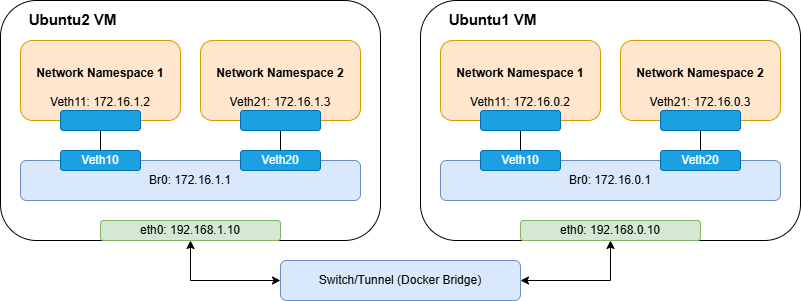 Ubuntu2 VM
Network Namespace 1
Veth11: 172.16.1.2
Network Namespace 2
Veth21: 172.16.1.3
Veth10
Veth20
Br0: 172.16.1.1
eth0: 192.168.1.10
Ubuntu1 VM
Network Namespace 1
Veth11: 172.16.0.2
Network Namespace 2
Veth21: 172.16.0.3
Veth10
Veth20
Br0: 172.16.0.1
eth0: 192.168.0.10
Switch/Tunnel (Docker Bridge)